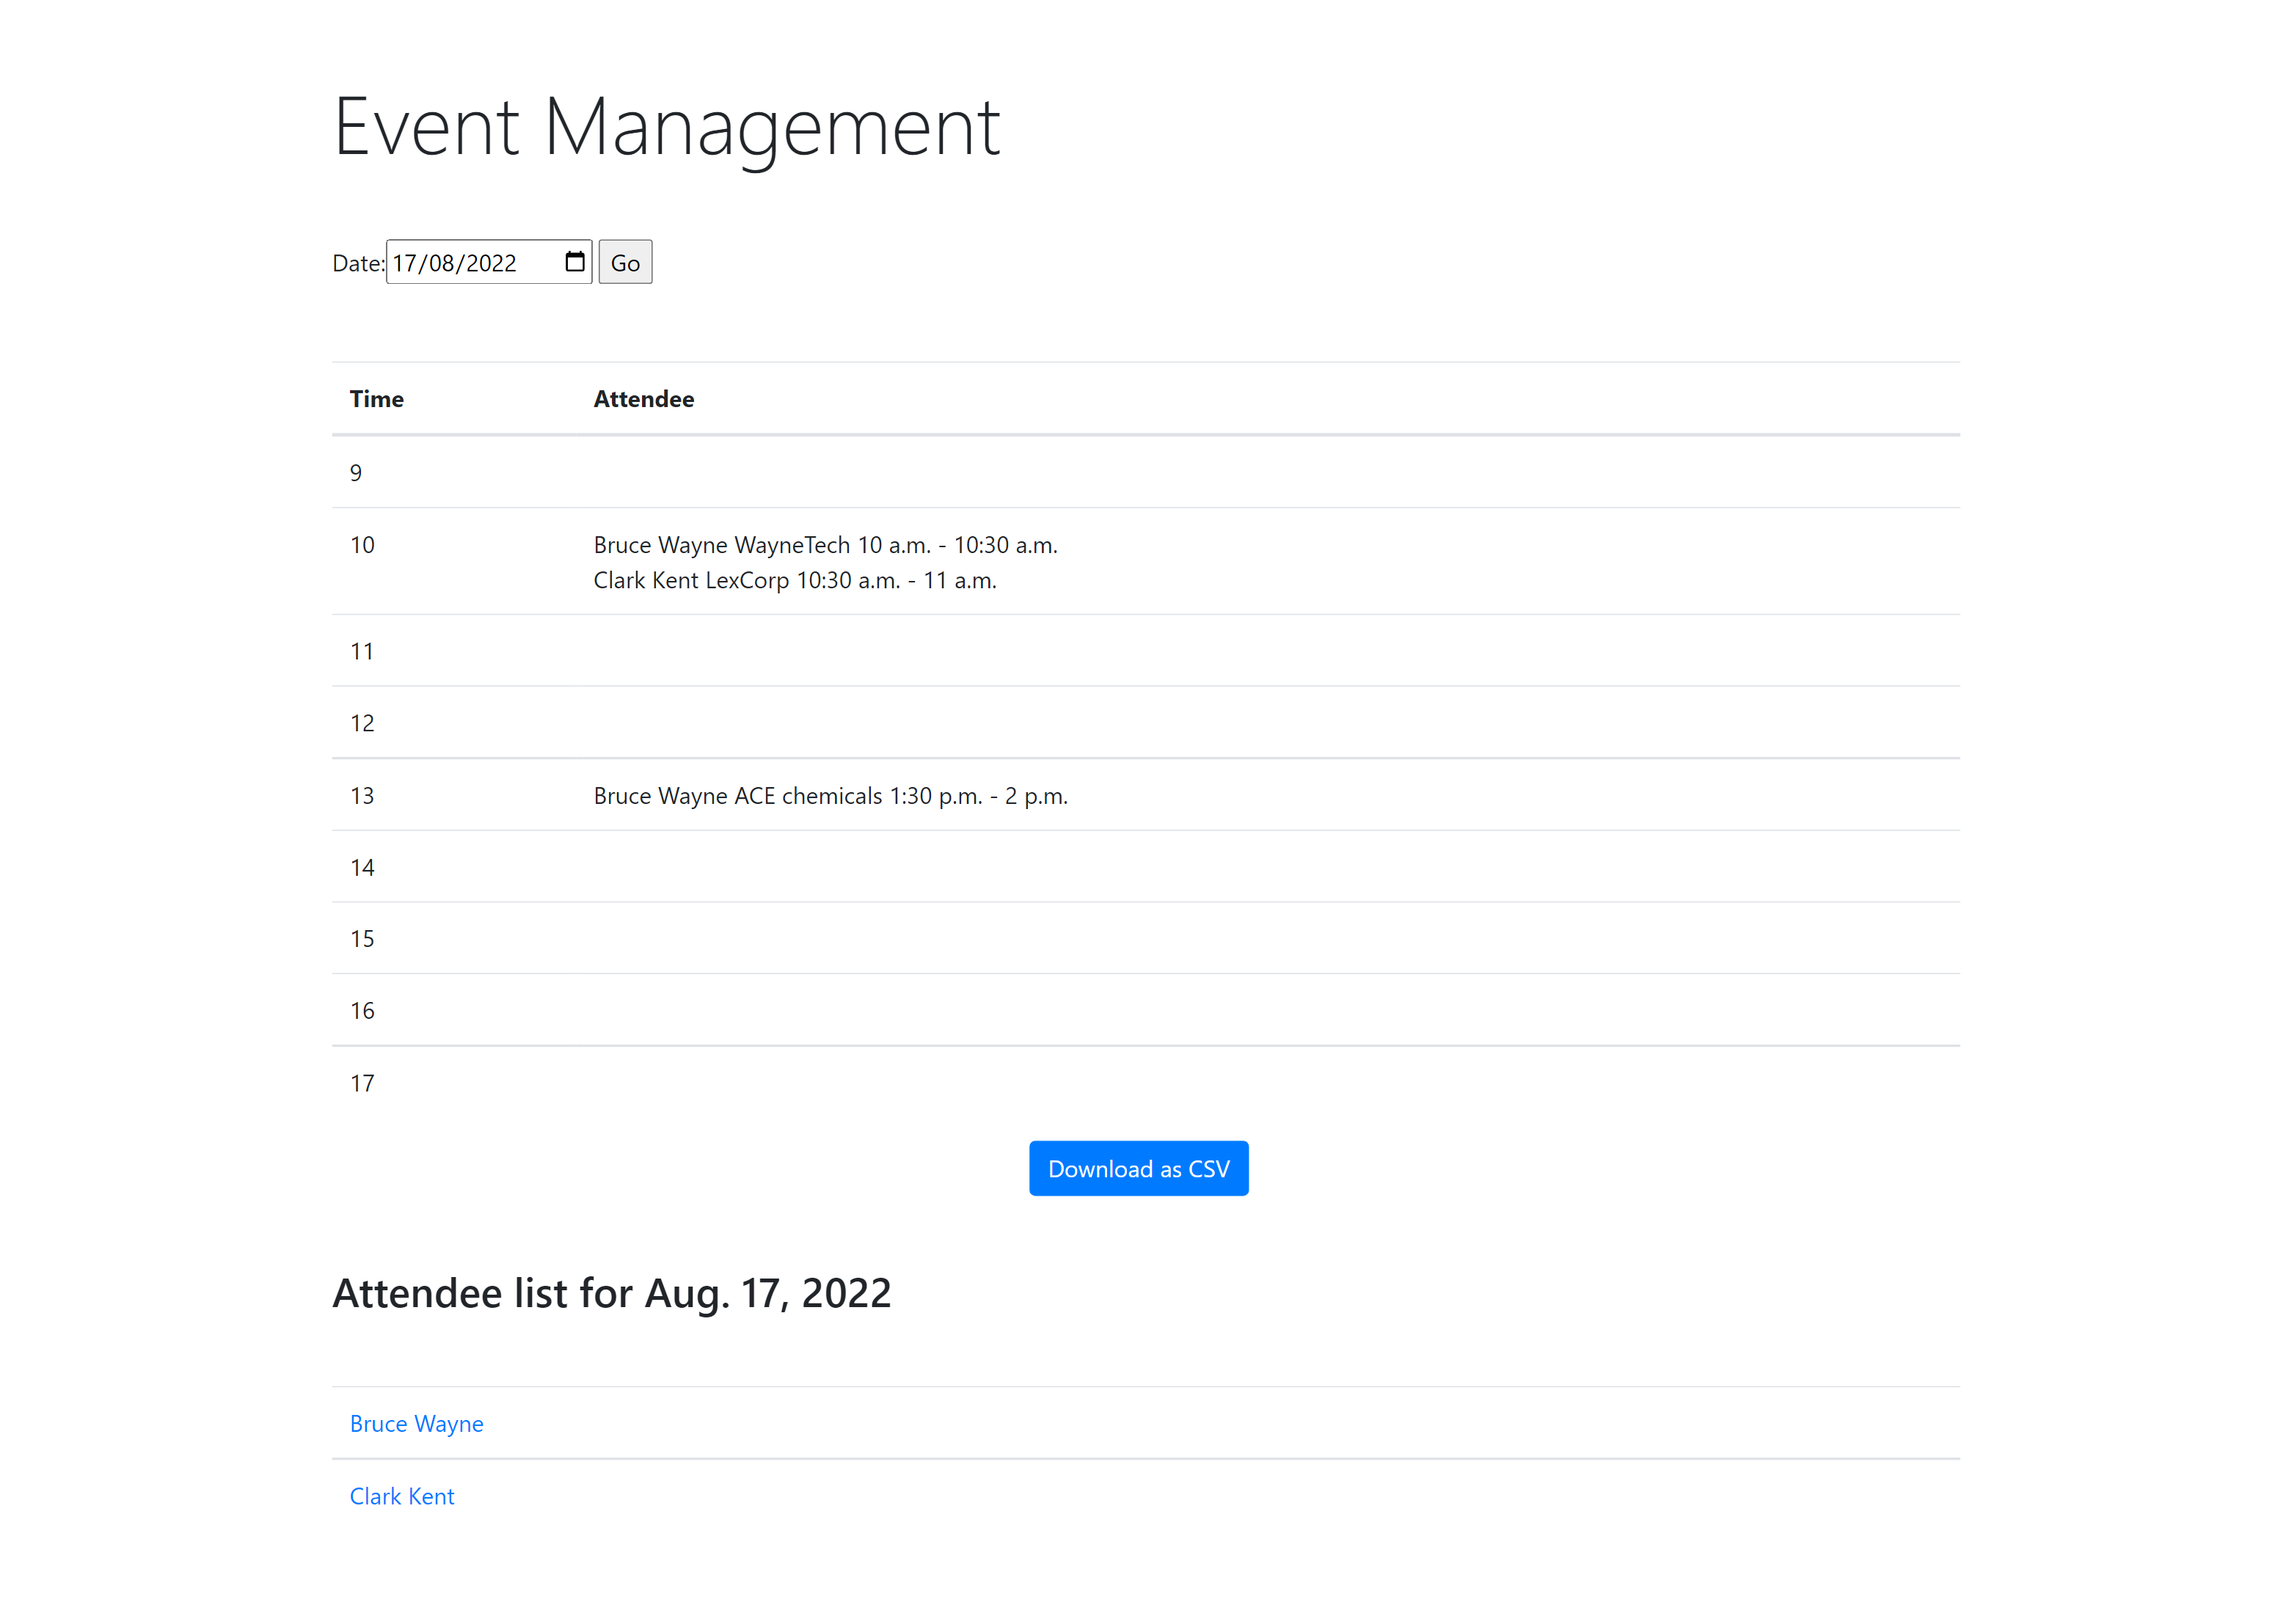 Event Management
Date: 17/08/2022 Go
Time Attendee
9
10 Bruce Wayne WayneTech 10 a.m. - 10:30 a.m.
Clark Kent LexCorp 10:30 a.m. - 11 a.m.
11
12
13 Bruce Wayne ACE chemicals 1:30 p.m. - 2 p.m.
14
15
16
17
Download as CSV
Attendee list for Aug. 17, 2022
Bruce Wayne
Clark Kent